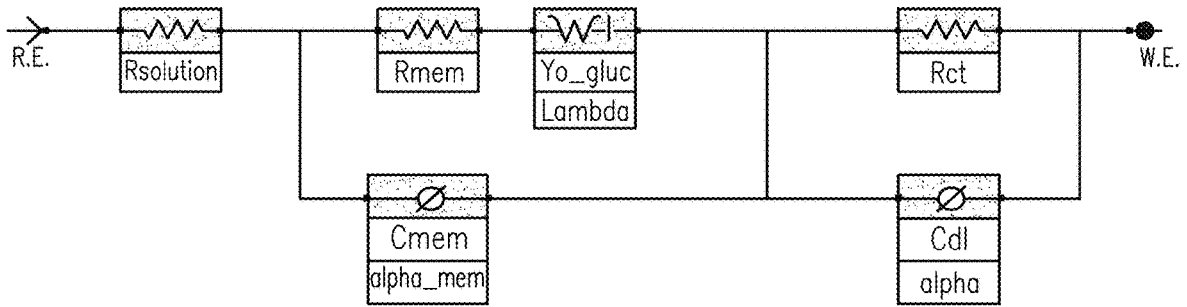 R.E.
Rsolution
Rmem
Yo_gluc
Lambda
Rct
W.E.
Cmem
alpha_mem
Cdl
alpha